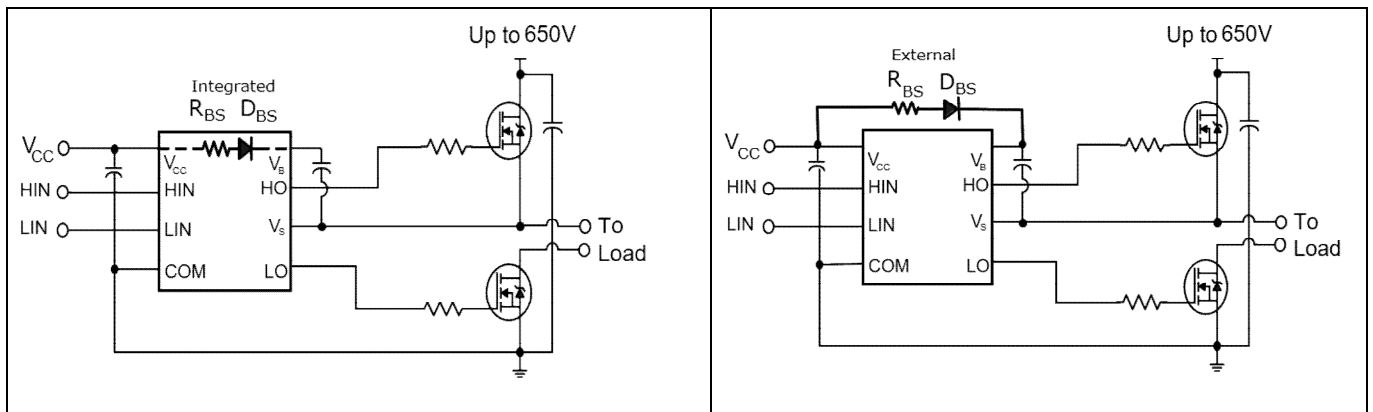 Up to 650V
Integrated
RBS DBS
VCC
VCC
VB
HIN
HIN
HO
LIN
LIN
VS
To
Load
COM
LO
Up to 650V
External
RBS DBS
VCC
VCC
VB
HIN
HIN
HO
LIN
LIN
VS
To
Load
COM
LO